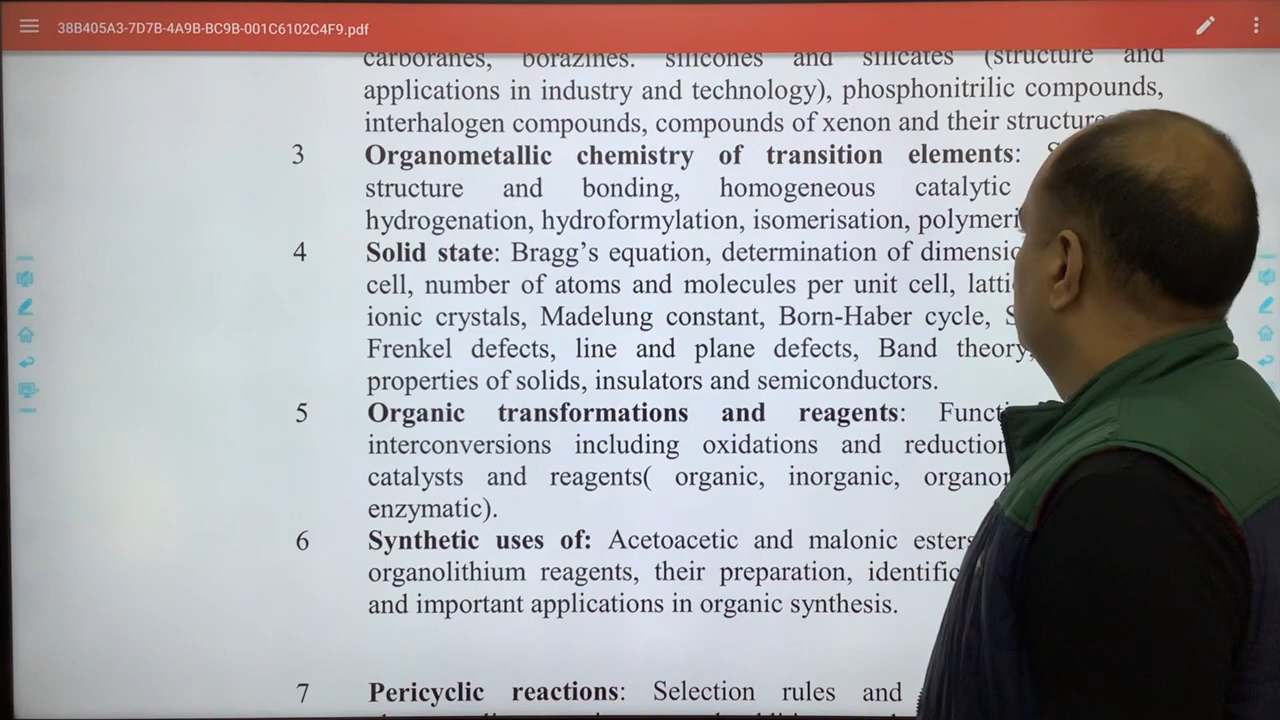 38B405A3-7D7B-4A9B-BC9B-001C6102C4F9.pdf
carboranes, borazines. silicones and silicates (structure and
applications in industry and technology), phosphonitrilic compounds,
interhalogen compounds, compounds of xenon and their
3 Organometallic chemistry of transition elements:
structure and bonding, homogeneous catalytic
hydrogenation, hydroformylation, isomerisation,
4 Solid state: Bragg's equation, determination of
cell, number of atoms and molecules per unit cell,
ionic crystals, Madelung constant, Born-Haber cycle,
Frenkel defects, line and plane defects, Band theory,
properties of solids, insulators and semiconductors.
5 Organic transformations and reagents:
interconversions including oxidations and
catalysts and reagents( organic, inorganic,
enzymatic).
6 Synthetic uses of: Acetoacetic and malonic
organolithium reagents, their preparation,
and important applications in organic synthesis.
7 Pericyclic reactions: Selection rules and